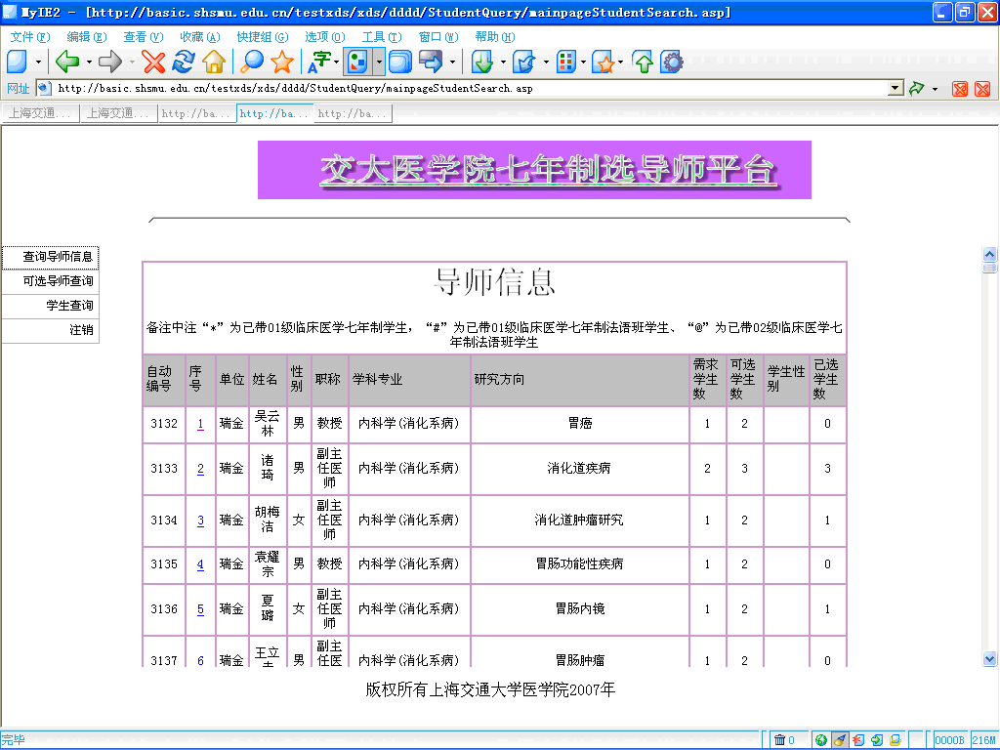 MyIE2 - [http://basic.shsmu.edu.cn/testxds/xds/dddd/StudentQuery/mainpageStudentSearch.asp]
文件(F) 编辑(E) 查看(V) 收藏(A) 快捷组(G) 选项(O) 工具(T) 窗口(W) 帮助(H)
网址 http://basic.shsmu.edu.cn/testxds/xds/dddd/StudentQuery/mainpageStudentSearch.asp
上海交通... 上海交通... http://ba... http://ba... http://ba...
交大医学院七年制选导师平台
查询导师信息
可选导师查询
学生查询
注销
导师信息
备注中注“*”为已带01级临床医学七年制学生，“#”为已带01级临床医学七年制法语班学生、“@”为已带02级临床医学七
年制法语班学生
自动编号 序号 单位 姓名 性别 职称 学科专业 研究方向 需求学生数 可选学生数 学生性别 已选学生数
3132 1 瑞金 吴云林 男 教授 内科学(消化系病) 胃癌 1 2 0
3133 2 瑞金 诸琦 男 副主任医师 内科学(消化系病) 消化道疾病 2 3 3
3134 3 瑞金 胡梅洁 女 副主任医师 内科学(消化系病) 消化道肿瘤研究 1 2 1
3135 4 瑞金 袁耀宗 男 教授 内科学(消化系病) 胃肠功能性疾病 1 2 0
3136 5 瑞金 夏璐 女 副主任医师 内科学(消化系病) 胃肠内镜 1 2 1
3137 6 瑞金 王立 男 副主任医 内科学(消化系病) 胃肠肿瘤 1 2 0
版权所有上海交通大学医学院2007年
完毕 0 0000B 216M